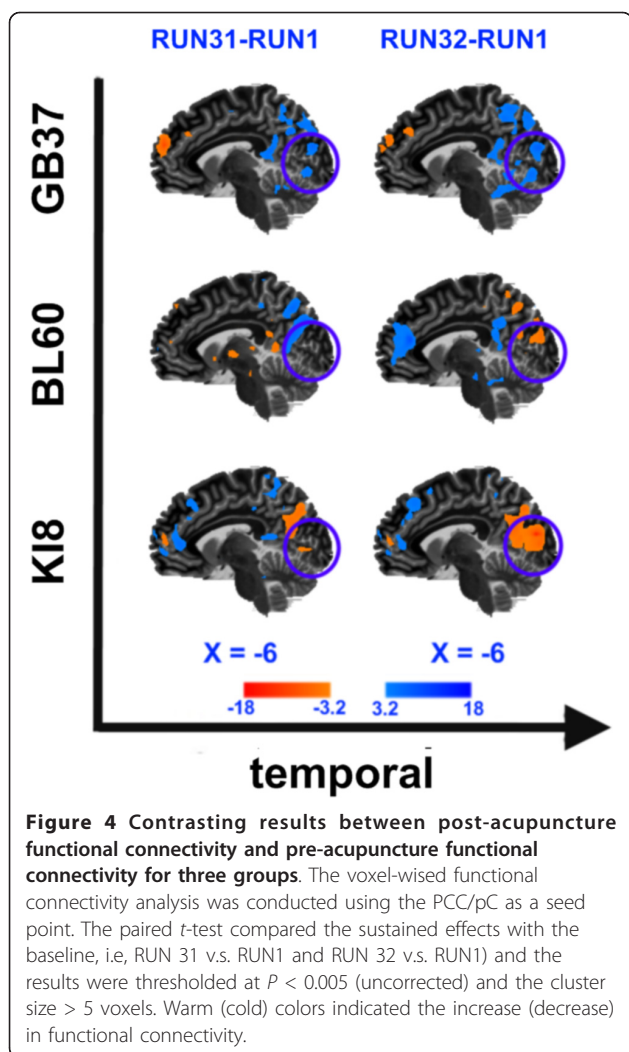 RUN31-RUN1 RUN32-RUN1
GB37
BL60
KI8
X = -6 X = -6
-18 -3.2 3.2 18
temporal
Figure 4 Contrasting results between post-acupuncture
functional connectivity and pre-acupuncture functional
connectivity for three groups. The voxel-wised functional
connectivity analysis was conducted using the PCC/pC as a seed
point. The paired t-test compared the sustained effects with the
baseline, i.e, RUN 31 v.s. RUN1 and RUN 32 v.s. RUN1) and the
results were thresholded at P < 0.005 (uncorrected) and the cluster
size > 5 voxels. Warm (cold) colors indicated the increase (decrease)
in functional connectivity.